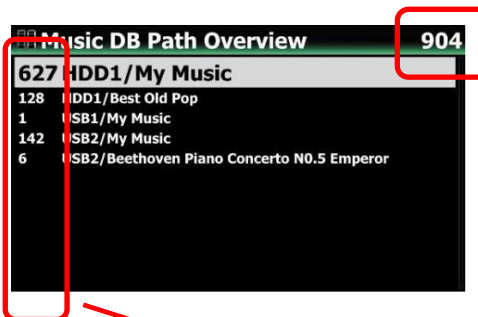 Music DB Path Overview 904
627 HDD1/My Music
128 HDD1/Best Old Pop
1 USB1/My Music
142 USB2/My Music
6 USB2/Beethoven Piano Concerto N0.5 Emperor